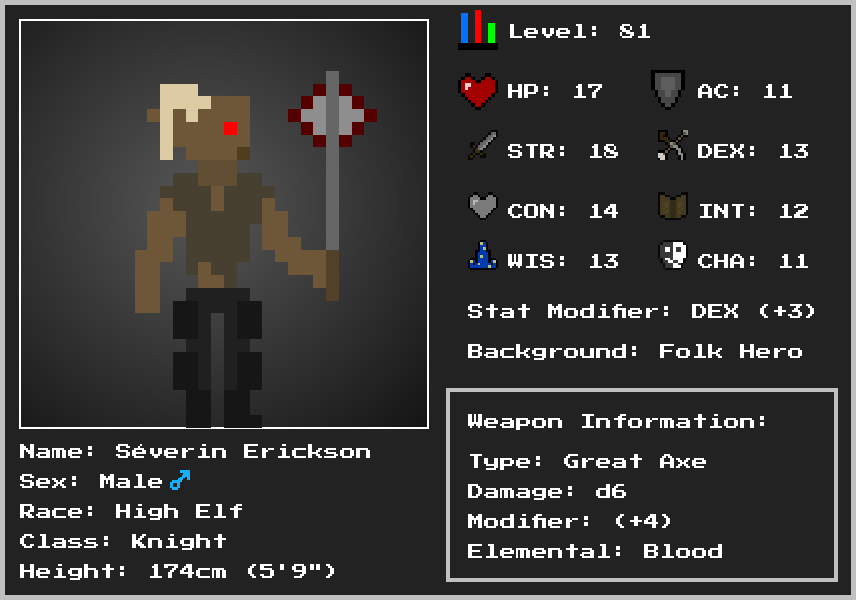 Level: 81
HP: 17
AC: 11
STR: 18
DEX: 13
CON: 14
INT: 12
WIS: 13
CHA: 11
Stat Modifier: DEX (+3)
Background: Folk Hero
Weapon Information:
Type: Great Axe
Damage: d6
Modifier: (+4)
Elemental: Blood
Name: Séverin Erickson
Sex: Male♂
Race: High Elf
Class: Knight
Height: 174cm (5'9")